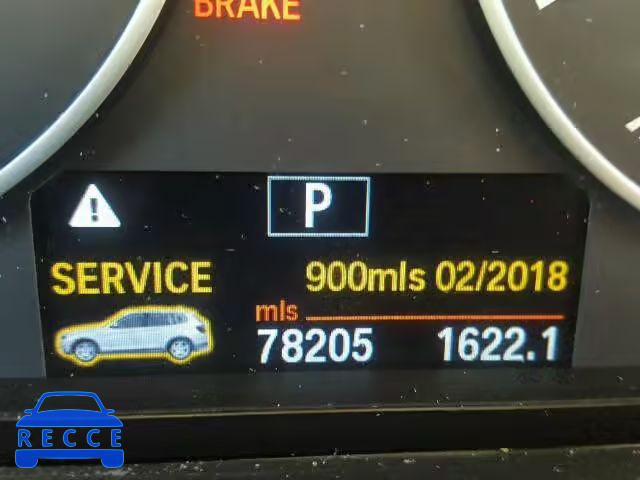 BRAKE
P
SERVICE 900mls 02/2018
mls
78205 1622.1
RECCE